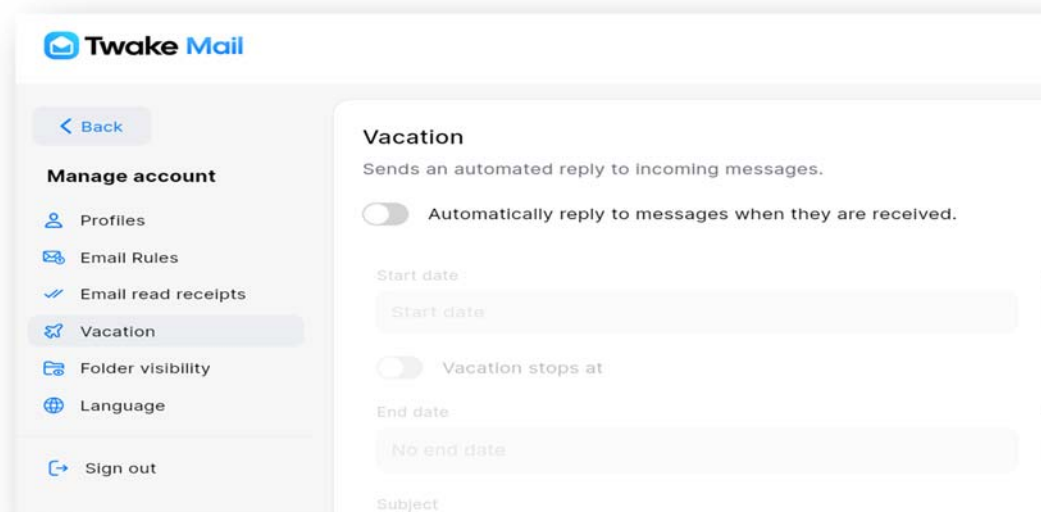 Twake Mail
Back
Manage account
Profiles
Email Rules
Email read receipts
Vacation
Folder visibility
Language
Sign out
Vacation
Sends an automated reply to incoming messages.
Automatically reply to messages when they are received.
Start date
Start date
Vacation stops at
End date
No end date
Subject